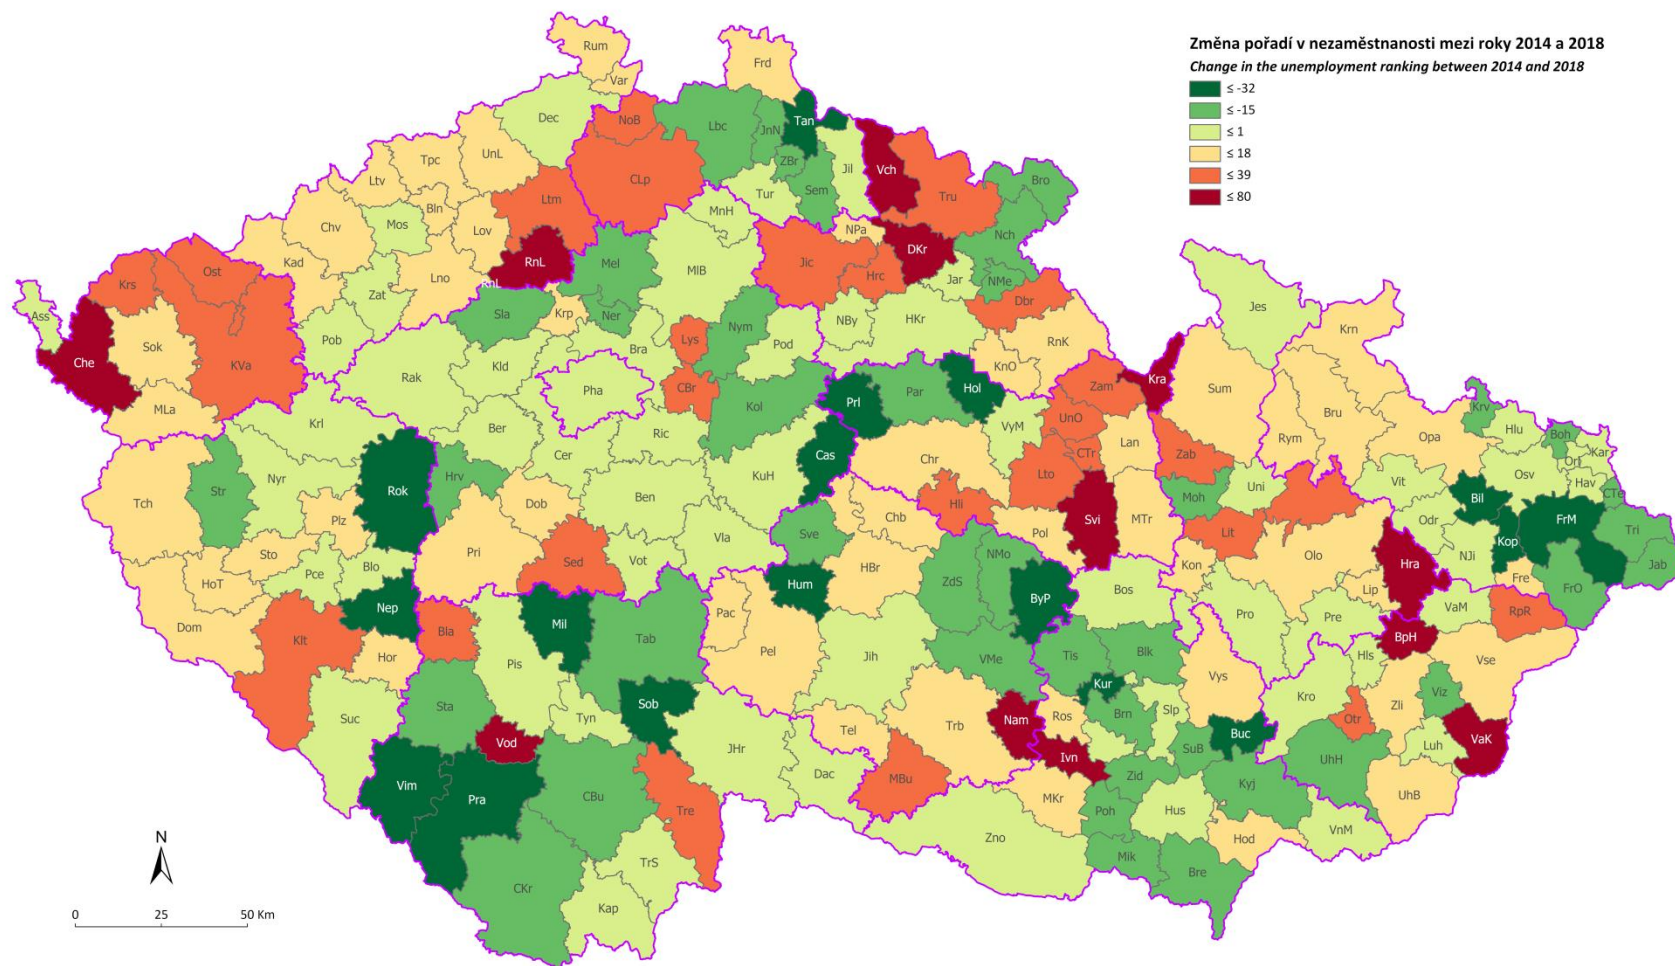 Změna pořadí v nezaměstnanosti mezi roky 2014 a 2018
Change in the unemployment ranking between 2014 and 2018
≤ -32
≤ -15
≤ 1
≤ 18
≤ 39
≤ 80
Rum
Var
Frd
Dec
NoB
Lbc
JnN
Tan
Tpc
UnL
CLp
ZBr
Jil
Vch
Bro
Ltv
Ltm
Tur
Sem
Tru
Chv
Mos
Bln
Lov
MnH
NPa
DKr
Nch
Kad
Lno
RnL
RnL
Mel
MlB
Jic
Hrc
Jar
NMe
Krs
Ost
Zat
Dbr
Ass
Sla
Krp
Ner
Nym
NBy
HKr
Jes
Che
Sok
KVa
Pob
Rak
Kld
Bra
Lys
Pod
RnK
Krn
MLa
Pha
CBr
Kol
Prl
Par
Hol
KnO
Zam
Kra
Sum
Krl
Ber
Ric
VyM
UnO
Lan
Rym
Bru
Opa
Krv
Hlu
Boh
Kar
Orl
Tch
Str
Nyr
Rok
Hrv
Cer
KuH
Cas
Chr
Lto
CTr
Zab
Uni
Moh
Vit
Osv
Hav
CTe
Plz
Dob
Ben
Hli
Svi
MTr
Bil
FrM
Tri
Sto
Pri
Sed
Vot
Vla
Sve
Chb
Pol
Lit
Olo
Odr
Kop
Jab
HoT
Pce
Blo
Hum
HBr
ZdS
NMo
ByP
Kon
Hra
NJi
Fre
FrO
Dom
Nep
Klt
Bla
Mil
Tab
Pac
Pel
Bos
Pro
Lip
Pre
VaM
RpR
Hor
Pis
Jih
VMe
Tis
Blk
BpH
Hls
Vse
Suc
Sta
Tyn
Sob
Kur
Vys
Kro
Viz
Vod
JHr
Tel
Trb
Nam
Ros
Brn
Slp
Buc
Otr
Zli
Vim
Pra
CBu
Tre
Dac
MBu
Ivn
SuB
Zid
Kyj
UhH
Luh
VaK
CKr
TrS
Kap
Zno
MKr
Poh
Hus
Hod
VnM
UhB
Mik
Bre
N
0 25 50 Km